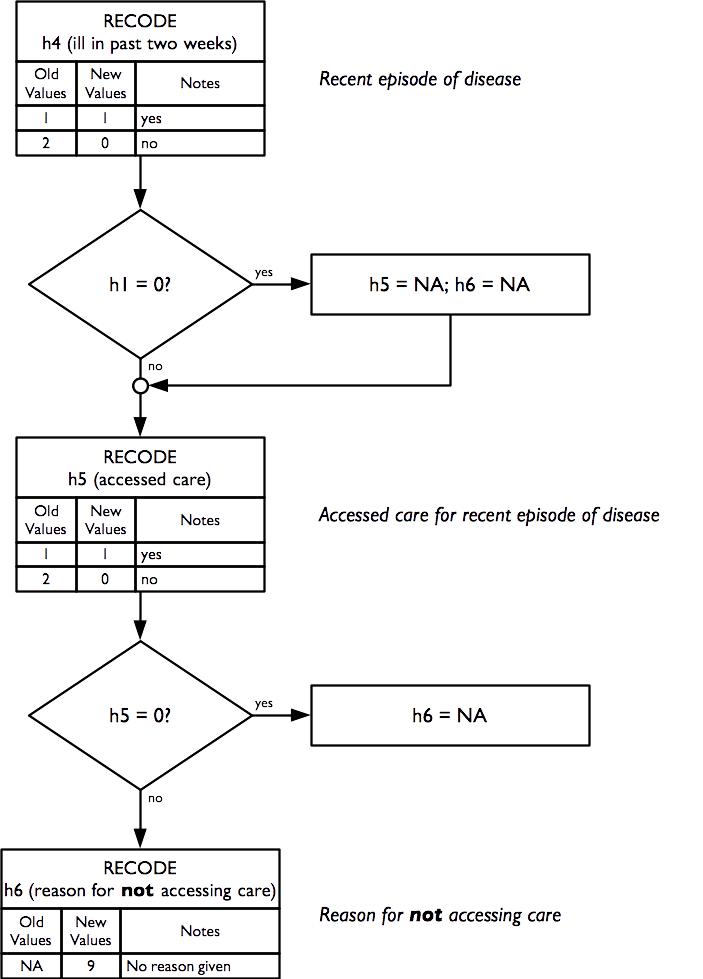 RECODE
h4 (ill in past two weeks)
Old Values New Values Notes
1 1 yes
2 0 no
Recent episode of disease
h1 = 0?
yes
h5 = NA; h6 = NA
no
RECODE
h5 (accessed care)
Old Values New Values Notes
1 1 yes
2 0 no
Accessed care for recent episode of disease
h5 = 0?
yes
h6 = NA
no
RECODE
h6 (reason for not accessing care)
Old Values New Values Notes
NA 9 No reason given
Reason for not accessing care